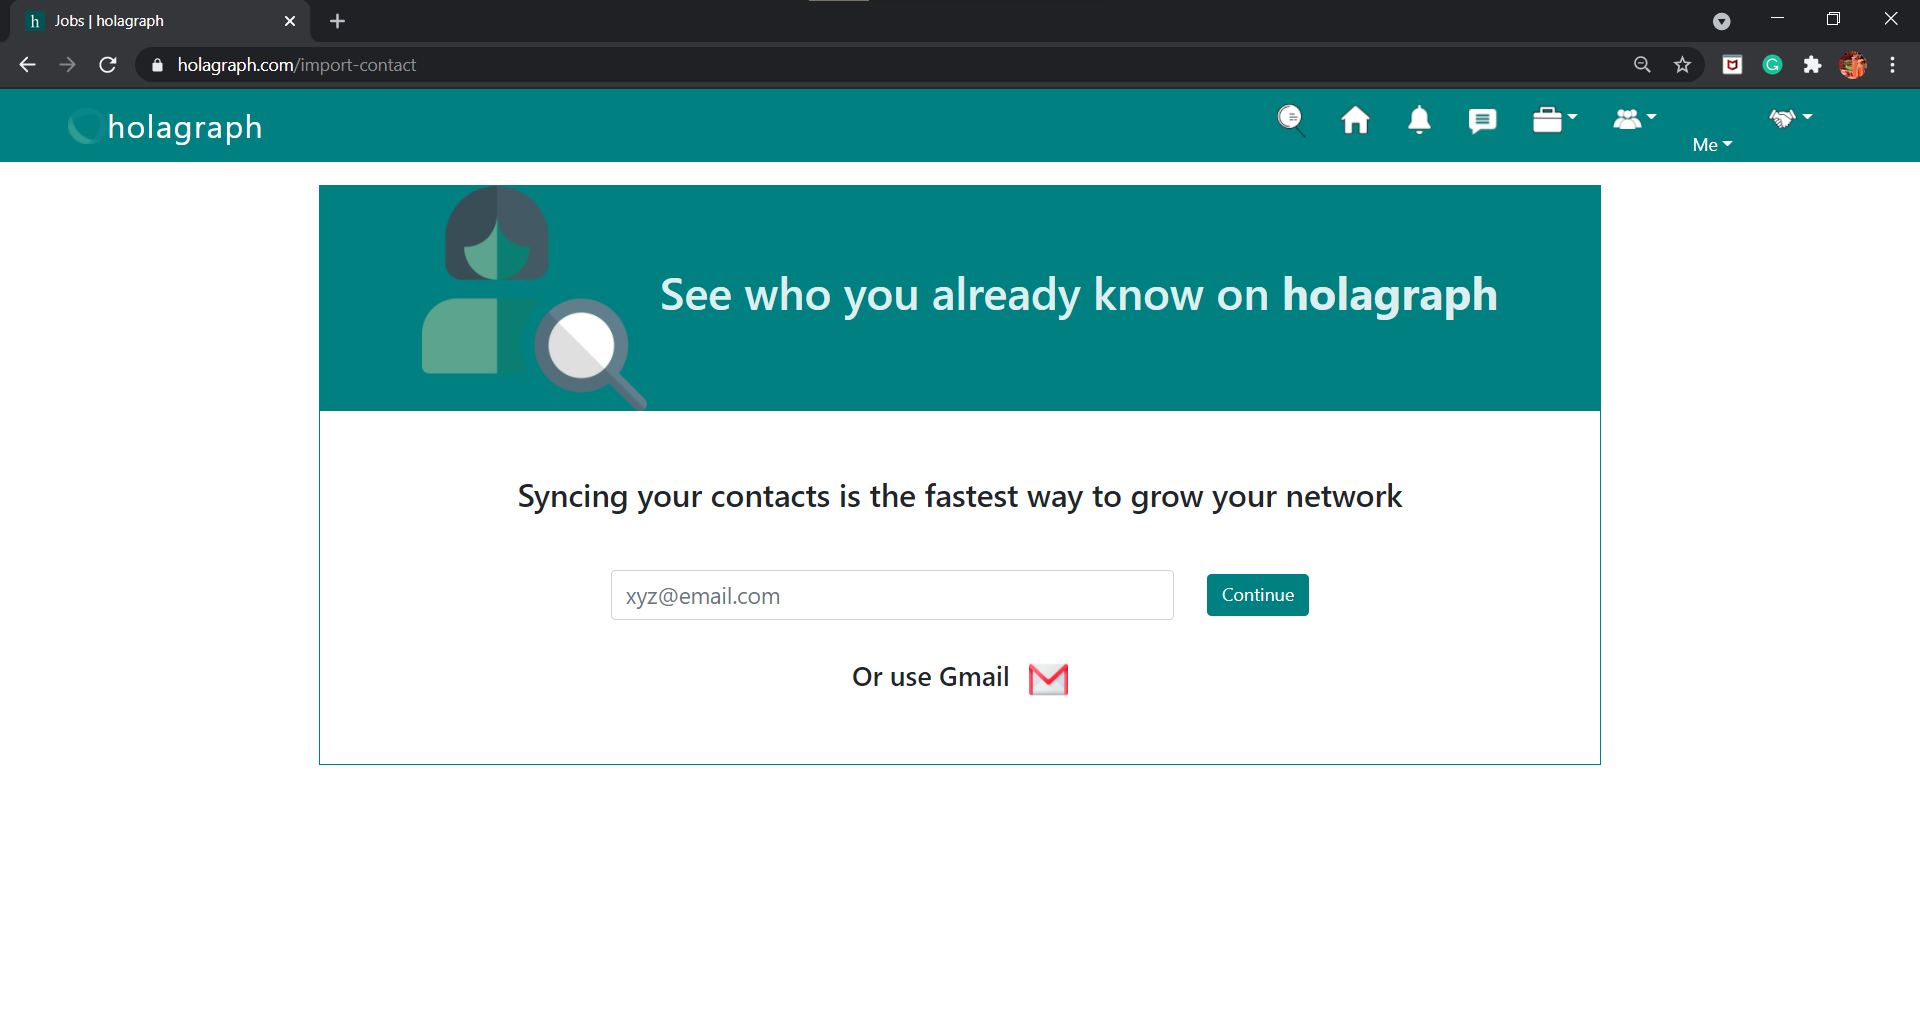 h Jobs | holagraph
holagraph.com/import-contact
holagraph
Me
See who you already know on holagraph
Syncing your contacts is the fastest way to grow your network
xyz@email.com Continue
Or use Gmail